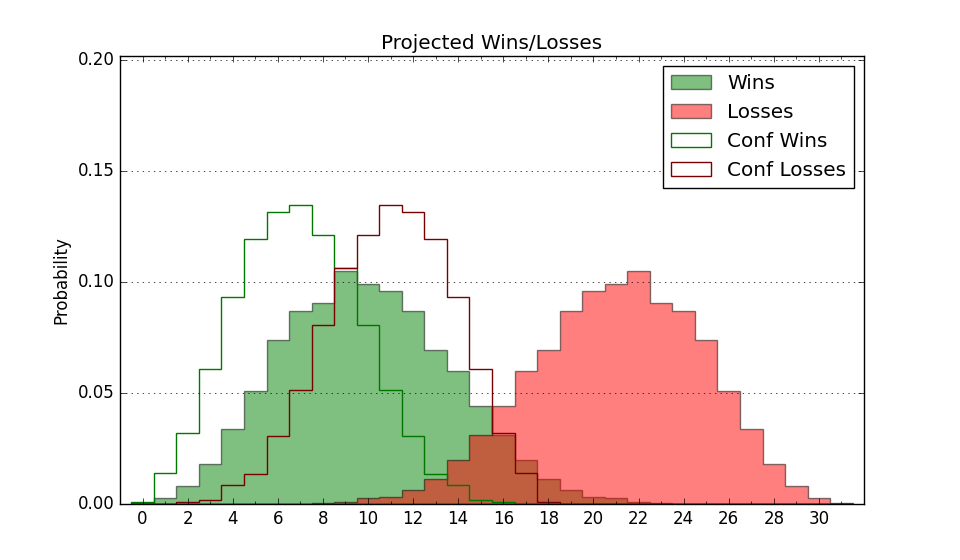 Projected Wins/Losses
0.20
0.15
0.10
0.05
0.00
Probability
Wins
Losses
Conf Wins
Conf Losses
0 2 4 6 8 10 12 14 16 18 20 22 24 26 28 30